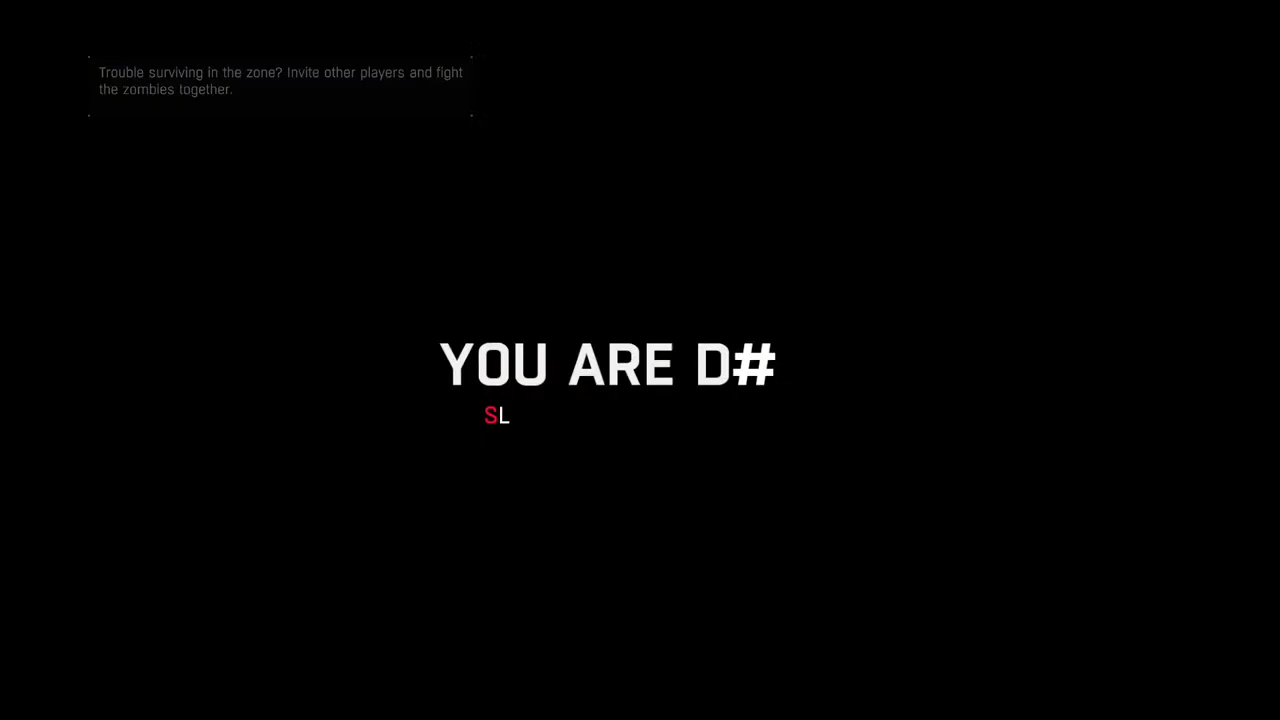 Trouble surviving in the zone? Invite other players and fight
the zombies together.
YOU ARE D#
SL